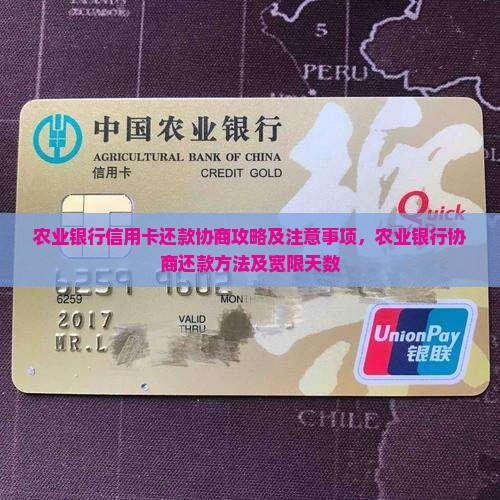 PERU
中国农业银行
AGRICULTURAL BANK OF CHINA
信用卡
CREDIT GOLD
Quick
农业银行信用卡还款协商攻略及注意事项，农业银行协
商还款方法及宽限天数
6259
MON
2017
VALID
THRU
MR.L
UnionPay
银联
CHILE